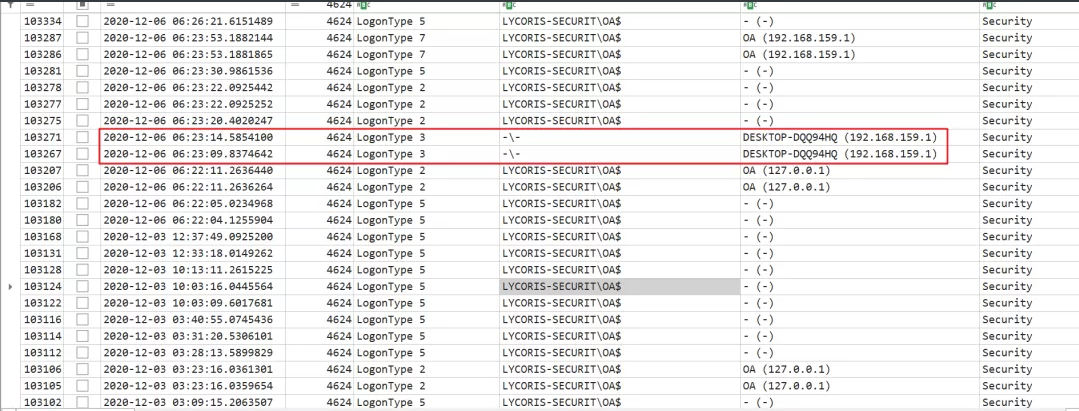 = = 4624
103334 2020-12-06 06:26:21.6151489 4624 LogonType 5 LYCORIS-SECURIT\OA$ - (-) Security
103287 2020-12-06 06:23:53.1882144 4624 LogonType 7 LYCORIS-SECURIT\OA$ OA (192.168.159.1) Security
103286 2020-12-06 06:23:53.1881865 4624 LogonType 7 LYCORIS-SECURIT\OA$ OA (192.168.159.1) Security
103281 2020-12-06 06:23:30.9861536 4624 LogonType 5 LYCORIS-SECURIT\OA$ - (-) Security
103278 2020-12-06 06:23:22.0925442 4624 LogonType 2 LYCORIS-SECURIT\OA$ - (-) Security
103277 2020-12-06 06:23:22.0925252 4624 LogonType 2 LYCORIS-SECURIT\OA$ - (-) Security
103275 2020-12-06 06:23:20.4020247 4624 LogonType 2 LYCORIS-SECURIT\OA$ - (-) Security
103271 2020-12-06 06:23:14.5854100 4624 LogonType 3 -\- DESKTOP-DQQ94HQ (192.168.159.1) Security
103267 2020-12-06 06:23:09.8374642 4624 LogonType 3 -\- DESKTOP-DQQ94HQ (192.168.159.1) Security
103207 2020-12-06 06:22:11.2636440 4624 LogonType 2 LYCORIS-SECURIT\OA$ OA (127.0.0.1) Security
103206 2020-12-06 06:22:11.2636264 4624 LogonType 2 LYCORIS-SECURIT\OA$ OA (127.0.0.1) Security
103182 2020-12-06 06:22:05.0234968 4624 LogonType 5 LYCORIS-SECURIT\OA$ - (-) Security
103180 2020-12-06 06:22:04.1255904 4624 LogonType 5 LYCORIS-SECURIT\OA$ - (-) Security
103168 2020-12-03 12:37:49.0925200 4624 LogonType 5 LYCORIS-SECURIT\OA$ - (-) Security
103131 2020-12-03 12:33:18.0149262 4624 LogonType 5 LYCORIS-SECURIT\OA$ - (-) Security
103128 2020-12-03 10:13:11.2615225 4624 LogonType 5 LYCORIS-SECURIT\OA$ - (-) Security
103124 2020-12-03 10:03:16.0445564 4624 LogonType 5 LYCORIS-SECURIT\OA$ - (-) Security
103122 2020-12-03 10:03:09.6017681 4624 LogonType 5 LYCORIS-SECURIT\OA$ - (-) Security
103116 2020-12-03 03:40:55.0745436 4624 LogonType 5 LYCORIS-SECURIT\OA$ - (-) Security
103114 2020-12-03 03:31:20.5306101 4624 LogonType 5 LYCORIS-SECURIT\OA$ - (-) Security
103112 2020-12-03 03:28:13.5899829 4624 LogonType 5 LYCORIS-SECURIT\OA$ - (-) Security
103106 2020-12-03 03:23:16.0361301 4624 LogonType 2 LYCORIS-SECURIT\OA$ OA (127.0.0.1) Security
103105 2020-12-03 03:23:16.0359654 4624 LogonType 2 LYCORIS-SECURIT\OA$ OA (127.0.0.1) Security
103102 2020-12-03 03:09:15.2063507 4624 LogonType 5 LYCORIS-SECURIT\OA$ - (-) Security